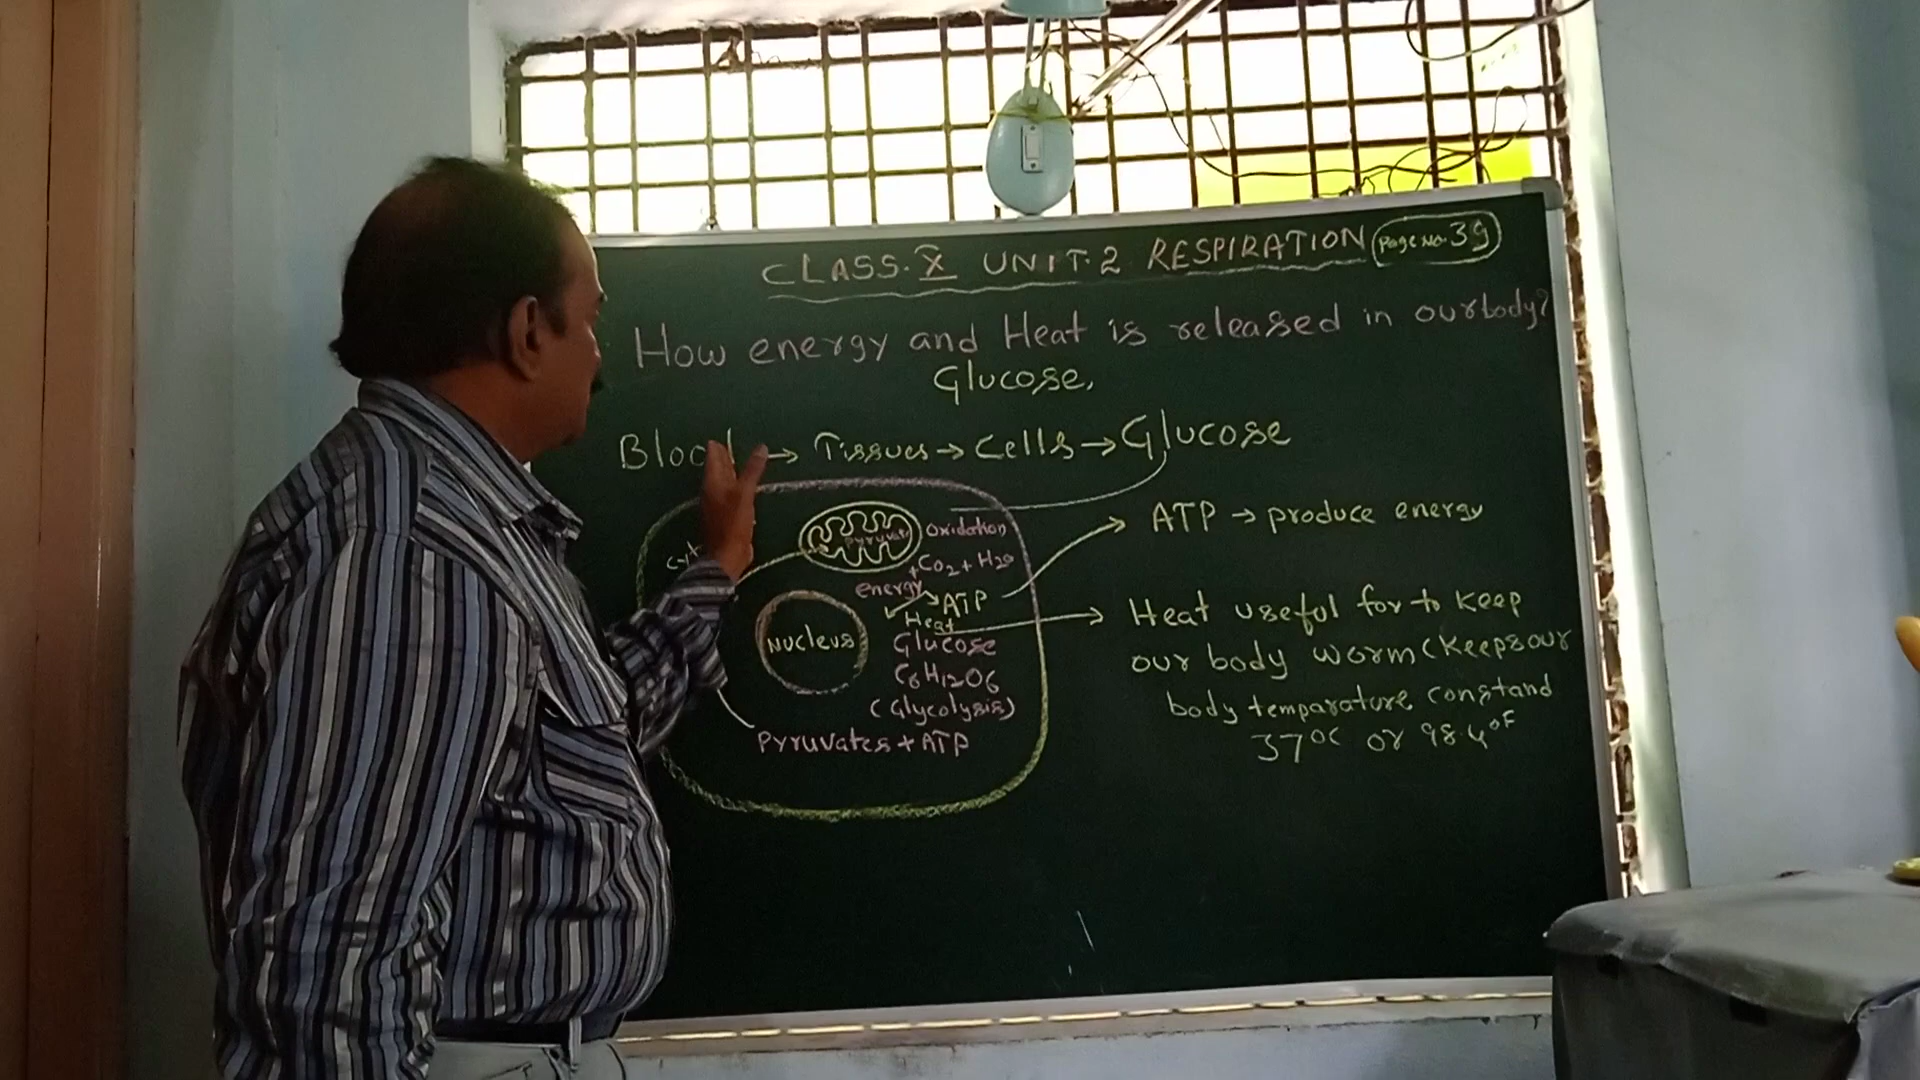 CLASS. X UNIT. 2 RESPIRATION Page No. 39
How energy and Heat is released in ourbody?
Glucose,
Blood → Tissues → Cells → Glucose
Pyruvate Oxidation
+ CO2 + H2O
energy
ATP
Heat
Nucleus
Glucose
C6H12O6
(Glycolysis)
Pyruvates + ATP
ATP → produce energy
Heat useful for to keep
our body worm (keeps our
body temparature constand
37°C or 98.4°F